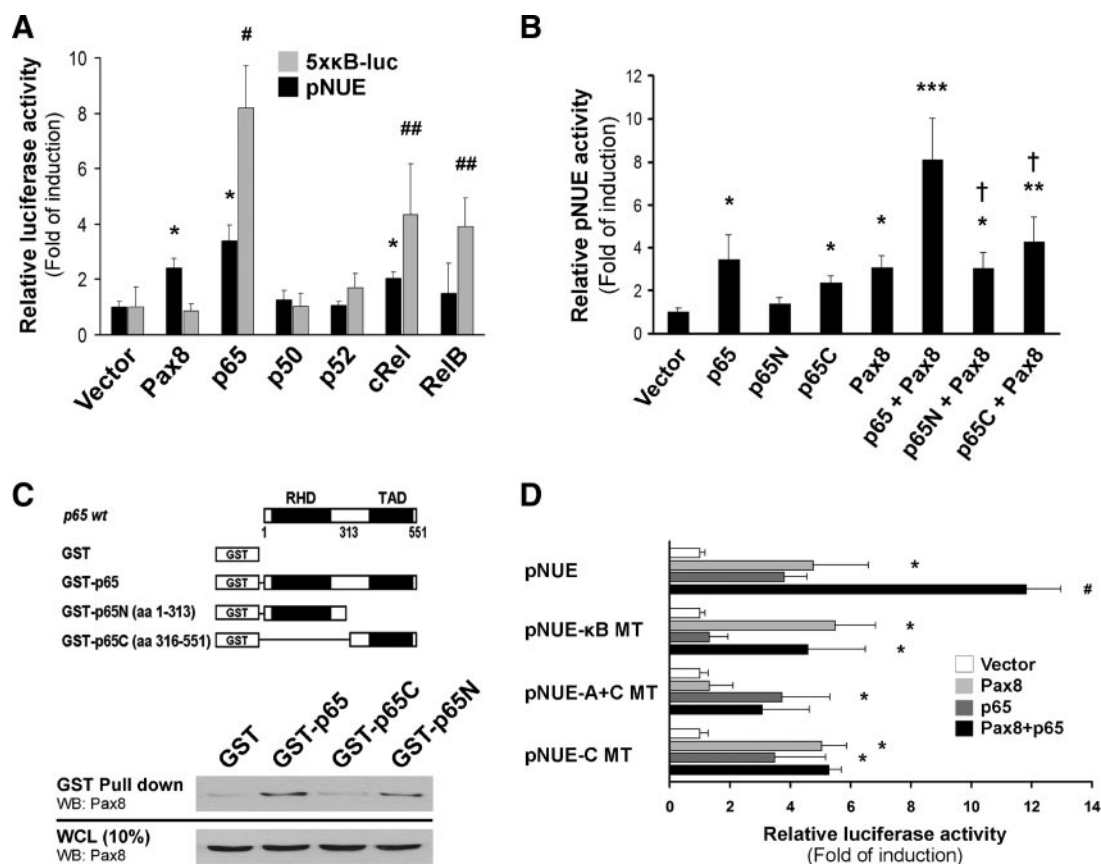 A
10
8
6
4
2
0
Relative luciferase activity
(Fold of induction)
5xκB-luc
pNUE
*
*
#
*
##
##
Vector
Pax8
p65
p50
p52
cRel
RelB
B
14
12
10
8
6
4
2
0
Relative pNUE activity
(Fold of induction)
*
*
*
***
†
*
†
**
Vector
p65
p65N
p65C
Pax8
p65 + Pax8
p65N + Pax8
p65C + Pax8
C
RHD TAD
p65 wt
1 313 551
GST GST
GST-p65 GST
GST-p65N (aa 1-313) GST
GST-p65C (aa 316-551) GST
GST
GST-p65
GST-p65C
GST-p65N
GST Pull down
WB: Pax8
WCL (10%)
WB: Pax8
D
pNUE
*
#
pNUE-κB MT
*
*
pNUE-A+C MT
*
pNUE-C MT
*
*
Vector
Pax8
p65
Pax8+p65
0 2 4 6 8 10 12 14
Relative luciferase activity
(Fold of induction)